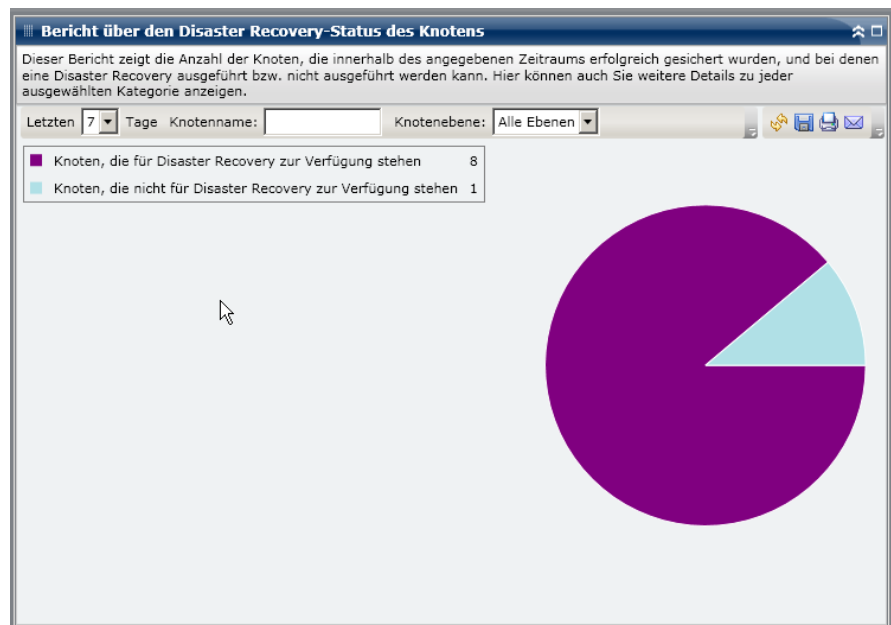 Bericht über den Disaster Recovery-Status des Knotens
Dieser Bericht zeigt die Anzahl der Knoten, die innerhalb des angegebenen Zeitraums erfolgreich gesichert wurden, und bei denen
eine Disaster Recovery ausgeführt bzw. nicht ausgeführt werden kann. Hier können auch Sie weitere Details zu jeder
ausgewählten Kategorie anzeigen.
Letzten 7 Tage Knotenname: Knotenebene: Alle Ebenen
Knoten, die für Disaster Recovery zur Verfügung stehen 8
Knoten, die nicht für Disaster Recovery zur Verfügung stehen 1